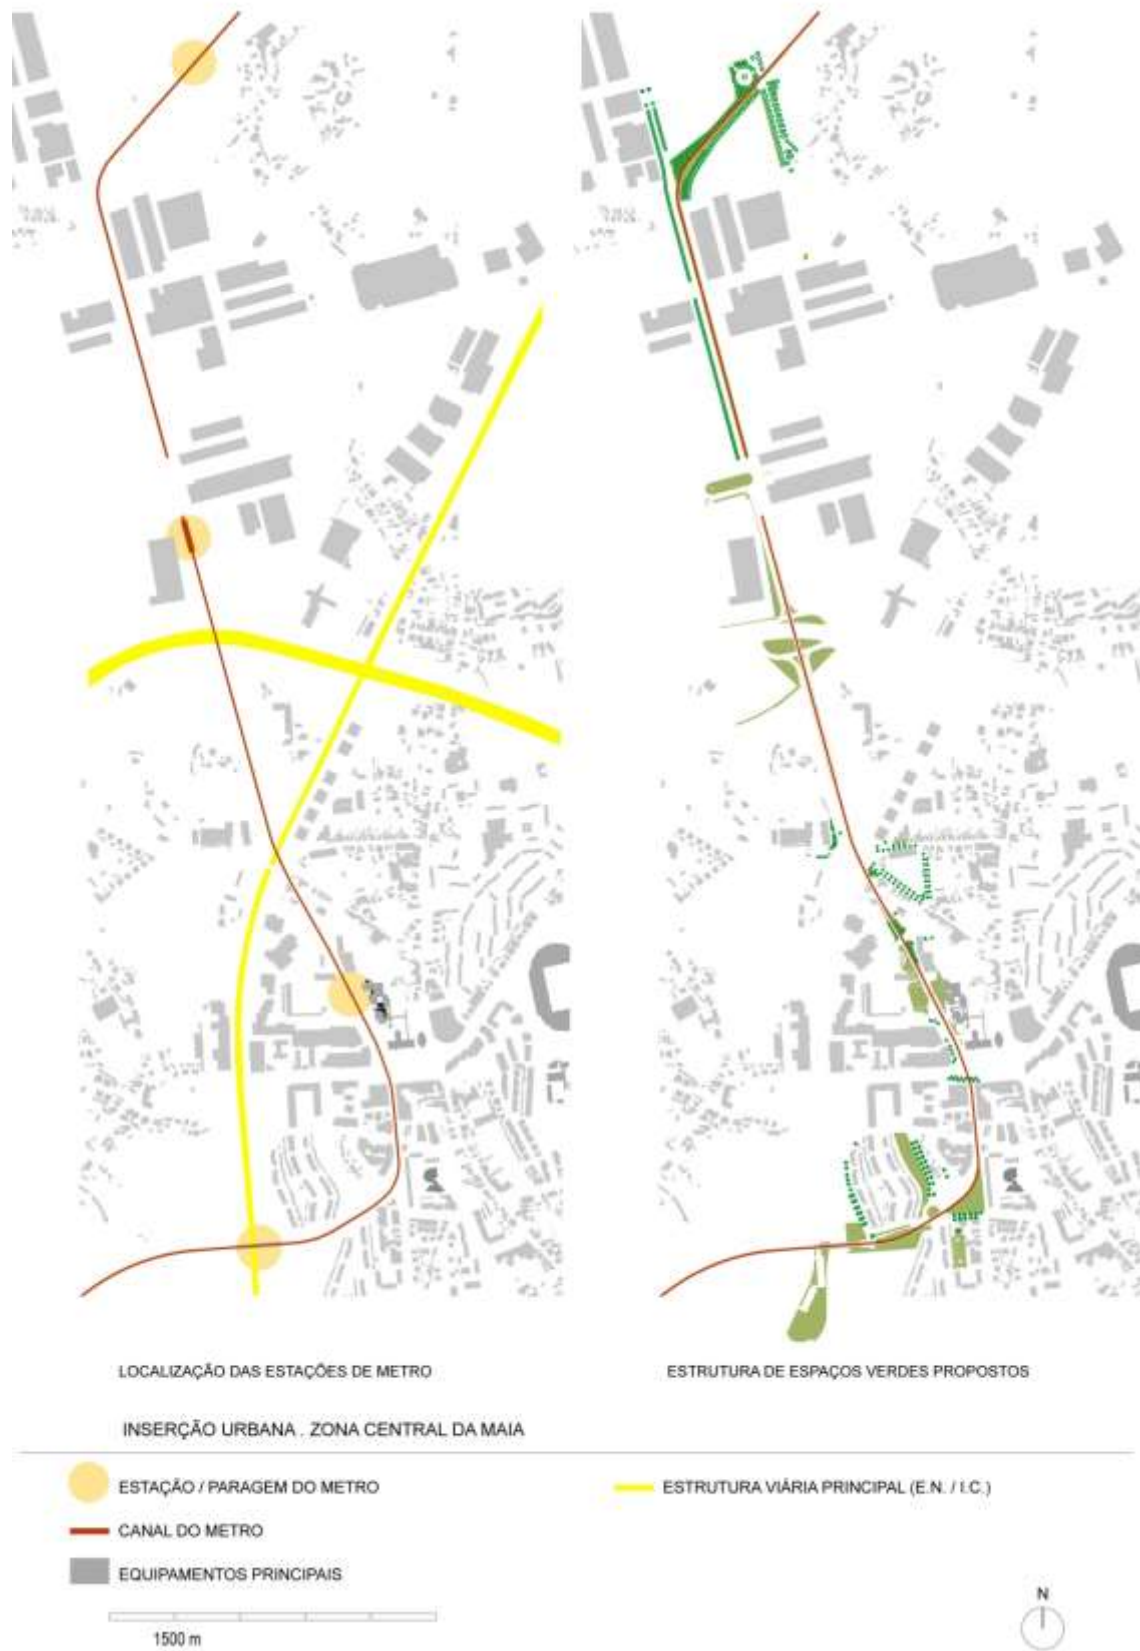 LOCALIZAÇÃO DAS ESTAÇÕES DE METRO
ESTRUTURA DE ESPAÇOS VERDES PROPOSTOS
INSERÇÃO URBANA . ZONA CENTRAL DA MAIA
ESTAÇÃO / PARAGEM DO METRO
ESTRUTURA VIÁRIA PRINCIPAL (E.N. / I.C.)
CANAL DO METRO
EQUIPAMENTOS PRINCIPAIS
1500 m
N